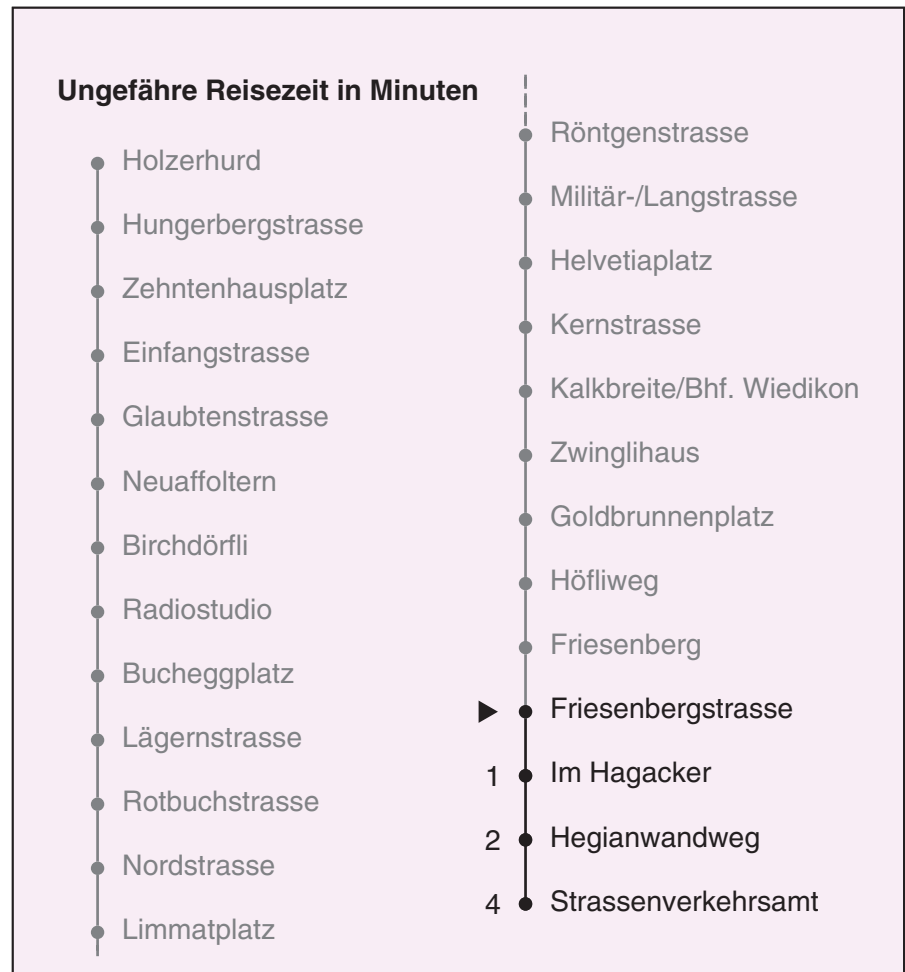 Ungefähre Reisezeit in Minuten
Holzerhurd
Hungerbergstrasse
Zehntenhausplatz
Einfangstrasse
Glaubtenstrasse
Neuaffoltern
Birchdörfli
Radiostudio
Bucheggplatz
Lägernstrasse
Rotbuchstrasse
Nordstrasse
Limmatplatz
Röntgenstrasse
Militär-/Langstrasse
Helvetiaplatz
Kernstrasse
Kalkbreite/Bhf. Wiedikon
Zwinglihaus
Goldbrunnenplatz
Höfliweg
Friesenberg
Friesenbergstrasse
1 Im Hagacker
2 Hegianwandweg
4 Strassenverkehrsamt